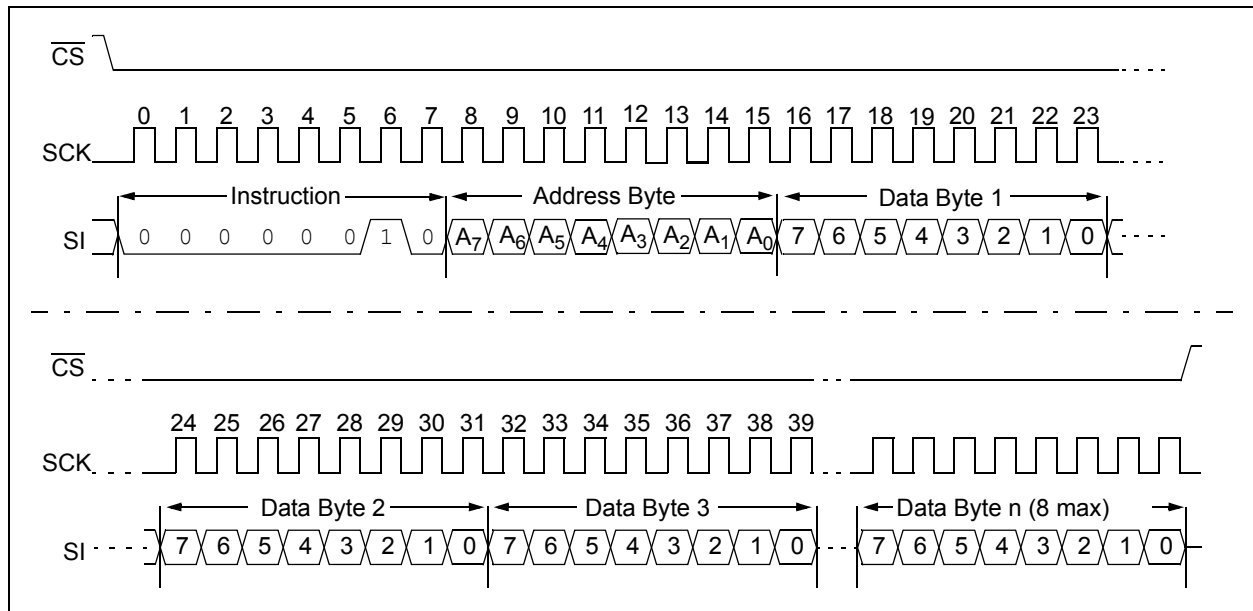 CS
0 1 2 3 4 5 6 7 8 9 10 11 12 13 14 15 16 17 18 19 20 21 22 23
SCK
Instruction Address Byte Data Byte 1
SI 0 0 0 0 0 0 1 0 A7 A6 A5 A4 A3 A2 A1 A0 7 6 5 4 3 2 1 0
CS
24 25 26 27 28 29 30 31 32 33 34 35 36 37 38 39
SCK
Data Byte 2 Data Byte 3 Data Byte n (8 max)
SI 7 6 5 4 3 2 1 0 7 6 5 4 3 2 1 0 7 6 5 4 3 2 1 0